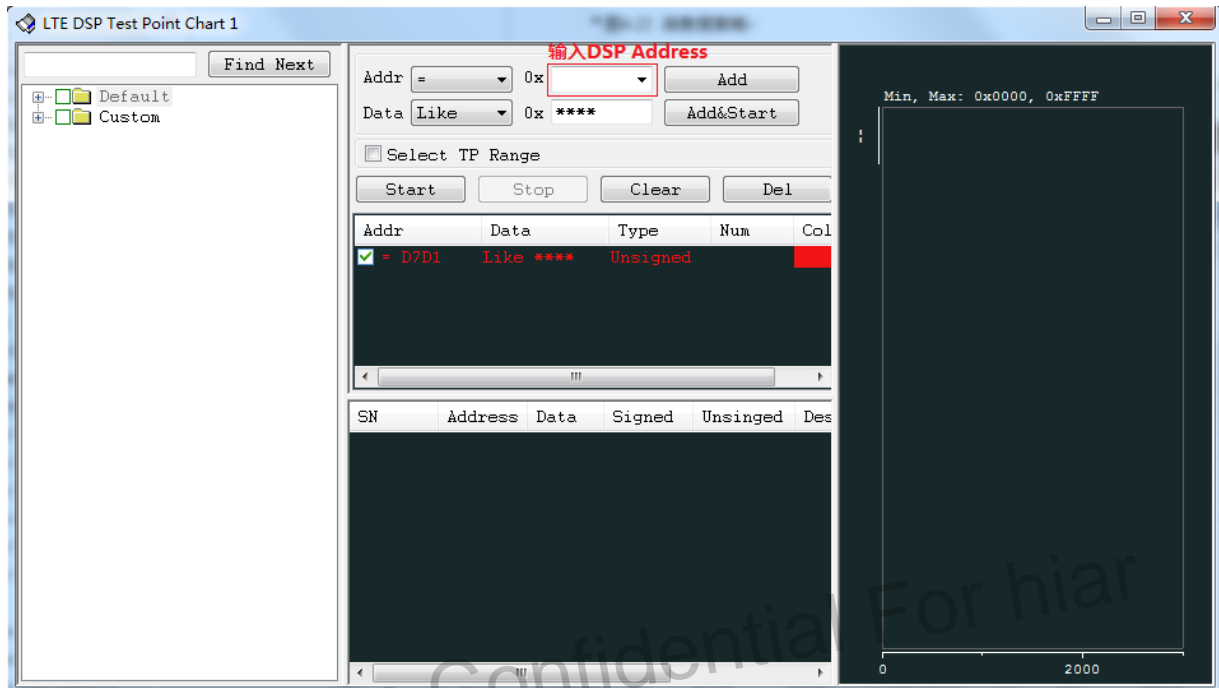 LTE DSP Test Point Chart 1
Find Next
Default
Custom
输入DSP Address
Addr = 0x Add
Data Like 0x **** Add&Start
Select TP Range
Start Stop Clear Del
Addr Data Type Num Col
= D7D1 Like **** Unsigned
SN Address Data Signed Unsinged Des
Min, Max: 0x0000, 0xFFFF
0 2000
Confidential For hiar